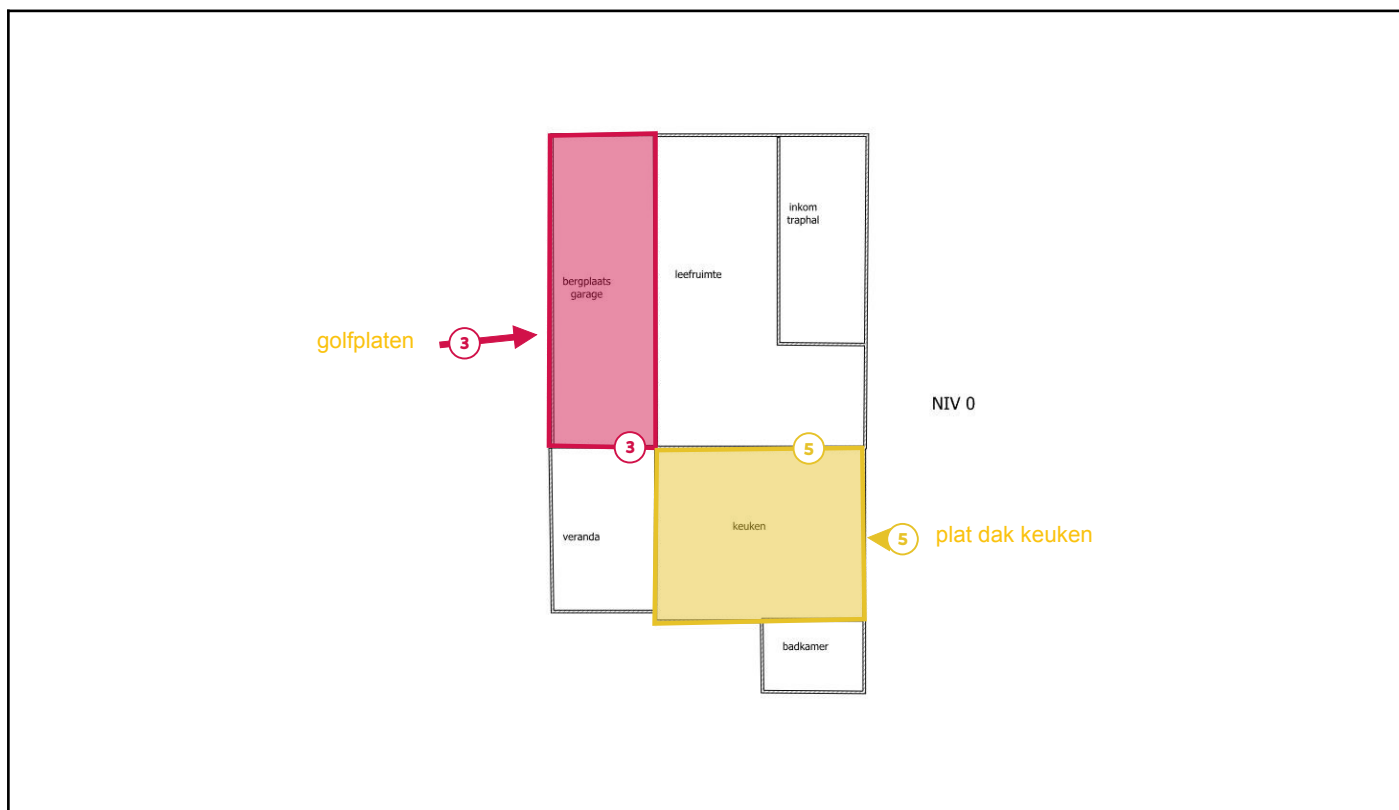 inkom
traphal
leefruimte
bergplaats
garage
golfplaten
3
NIV 0
3
5
keuken
veranda
5
plat dak keuken
badkamer